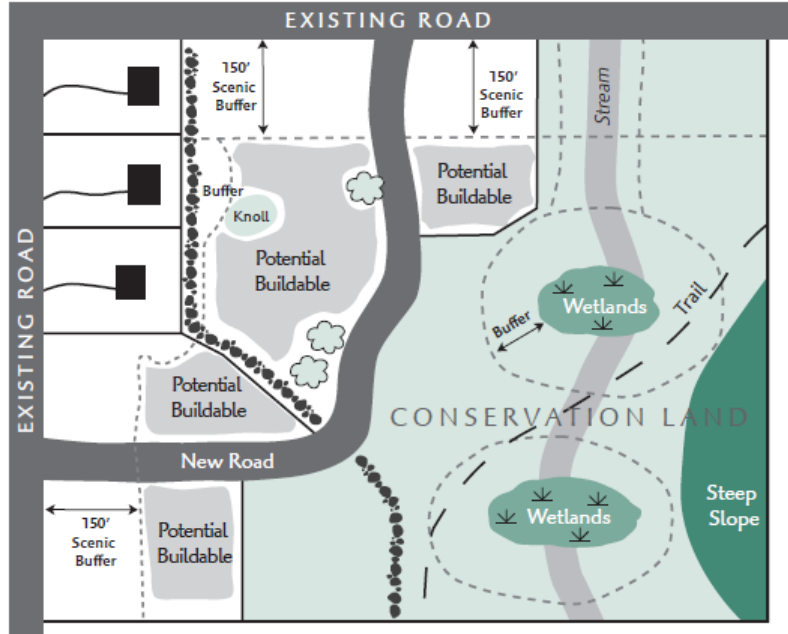 EXISTING ROAD
150'
Scenic
Buffer
150'
Scenic
Buffer
Stream
Potential
Buildable
Buffer
Knoll
Potential
Buildable
EXISTING ROAD
Wetlands
Trail
Buffer
Potential
Buildable
CONSERVATION LAND
New Road
Steep
Slope
Wetlands
150'
Scenic
Buffer
Potential
Buildable